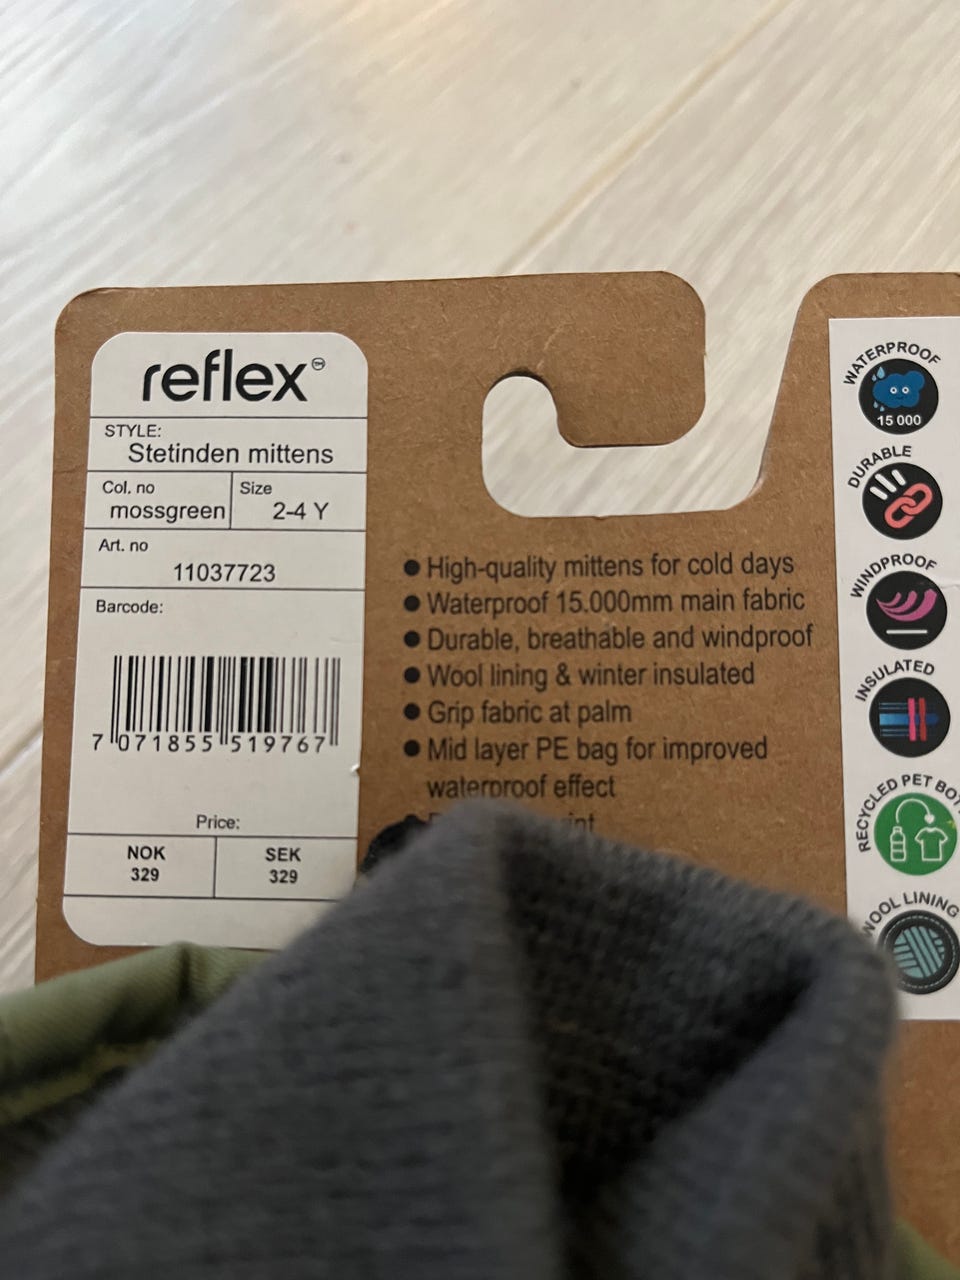 reflex™
STYLE:
Stetinden mittens
Col. no
mossgreen
Size
2-4 Y
Art. no
11037723
Barcode:
7 071855 519767
Price:
NOK
329
SEK
329
● High-quality mittens for cold days
● Waterproof 15.000mm main fabric
● Durable, breathable and windproof
● Wool lining & winter insulated
● Grip fabric at palm
● Mid layer PE bag for improved
waterproof effect
WATERPROOF
15 000
DURABLE
WINDPROOF
INSULATED
RECYCLED PET
WOOL LINING